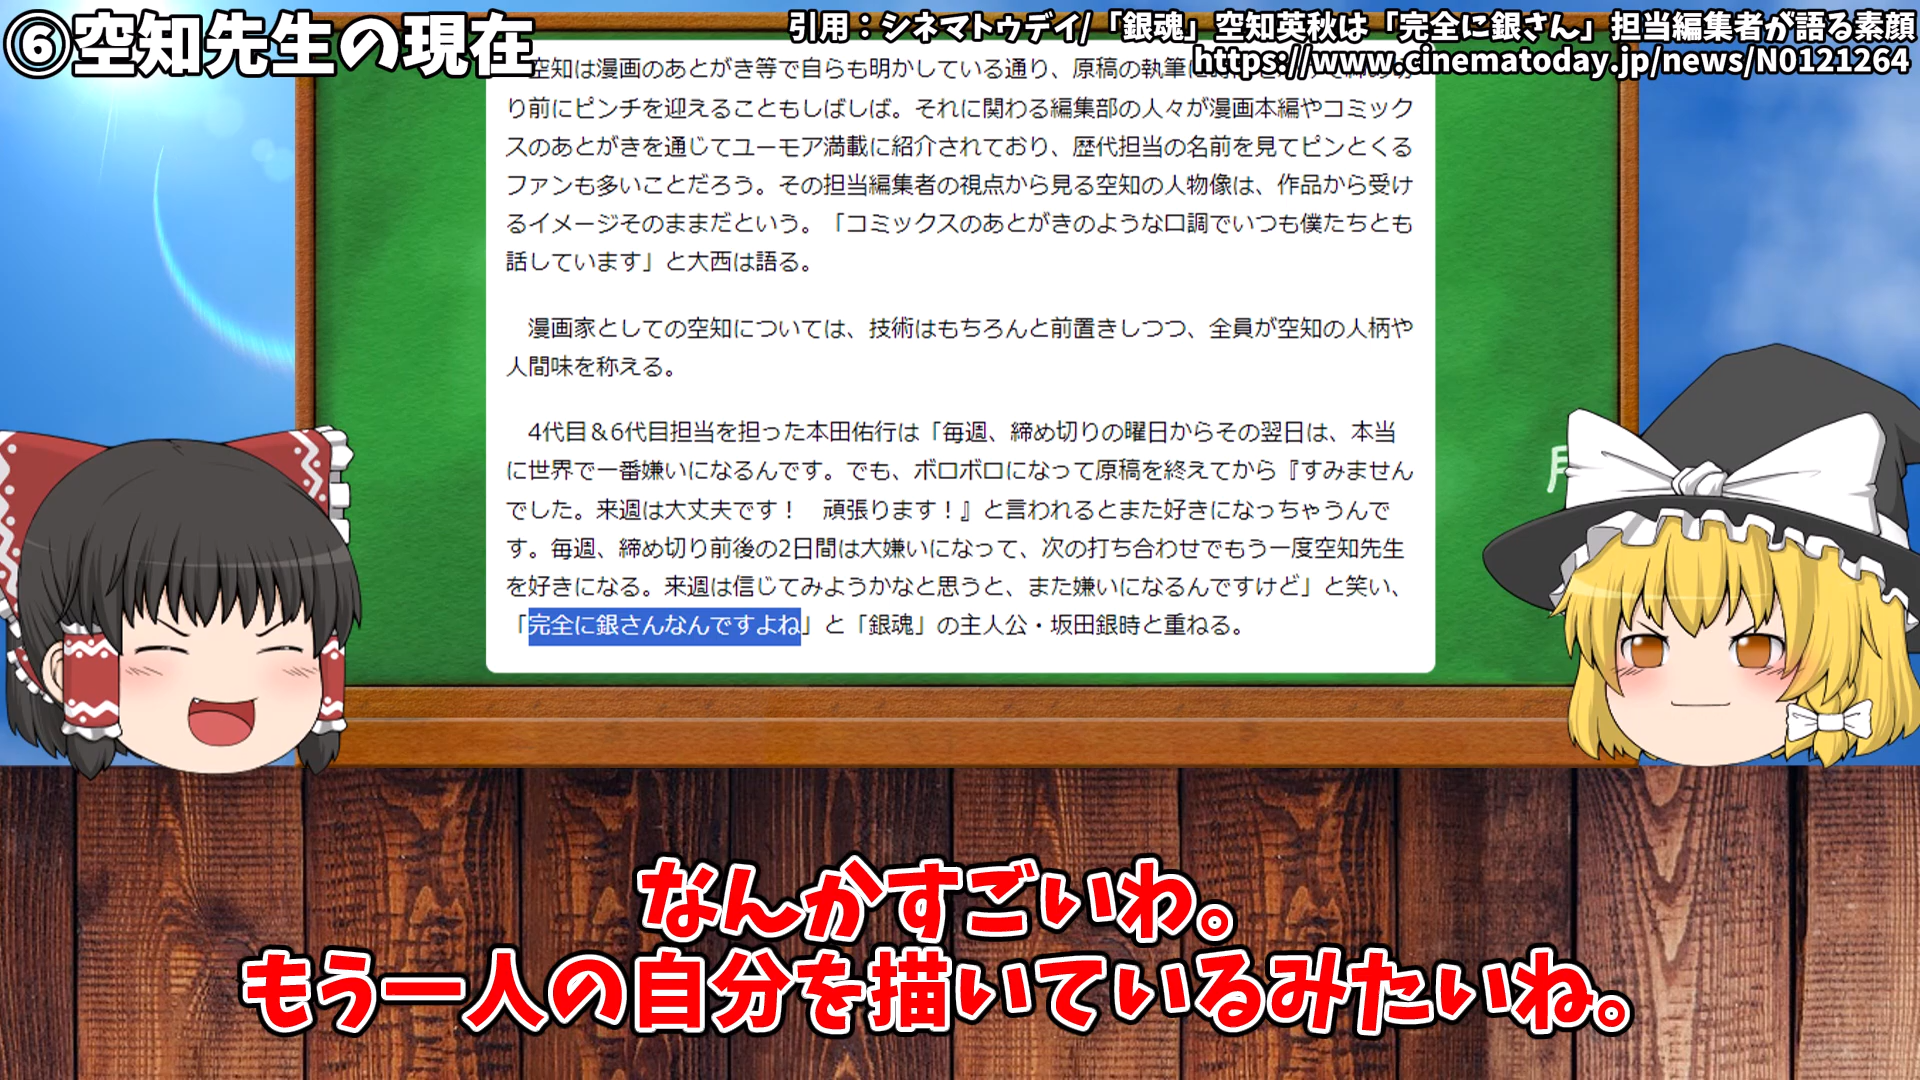 ⑥空知先生の現在
引用：シネマトゥデイ/「銀魂」空知英秋は「完全に銀さん」担当編集者が語る素顔
https://www.cinematoday.jp/news/N0121264
空知は漫画のあとがき等で自らも明かしている通り、原稿の執筆に
り前にピンチを迎えることもしばしば。それに関わる編集部の人々が漫画本編やコミック
スのあとがきを通じてユーモア満載に紹介されており、歴代担当の名前を見てピンとくる
ファンも多いことだろう。その担当編集者の視点から見る空知の人物像は、作品から受け
るイメージそのままだという。「コミックスのあとがきのような口調でいつも僕たちとも
話しています」と大西は語る。
漫画家としての空知については、技術はもちろんと前置きしつつ、全員が空知の人柄や
人間味を称える。
4代目＆6代目担当を担った本田佑行は「毎週、締め切りの曜日からその翌日は、本当
に世界で一番嫌いになるんです。でも、ボロボロになって原稿を終えてから『すみません
でした。来週は大丈夫です！　頑張ります！』と言われるとまた好きになっちゃうんで
す。毎週、締め切り前後の2日間は大嫌いになって、次の打ち合わせでもう一度空知先生
を好きになる。来週は信じてみようかなと思うと、また嫌いになるんですけど」と笑い、
「完全に銀さんなんですよね」と「銀魂」の主人公・坂田銀時と重ねる。
なんかすごいわ。
もう一人の自分を描いているみたいね。